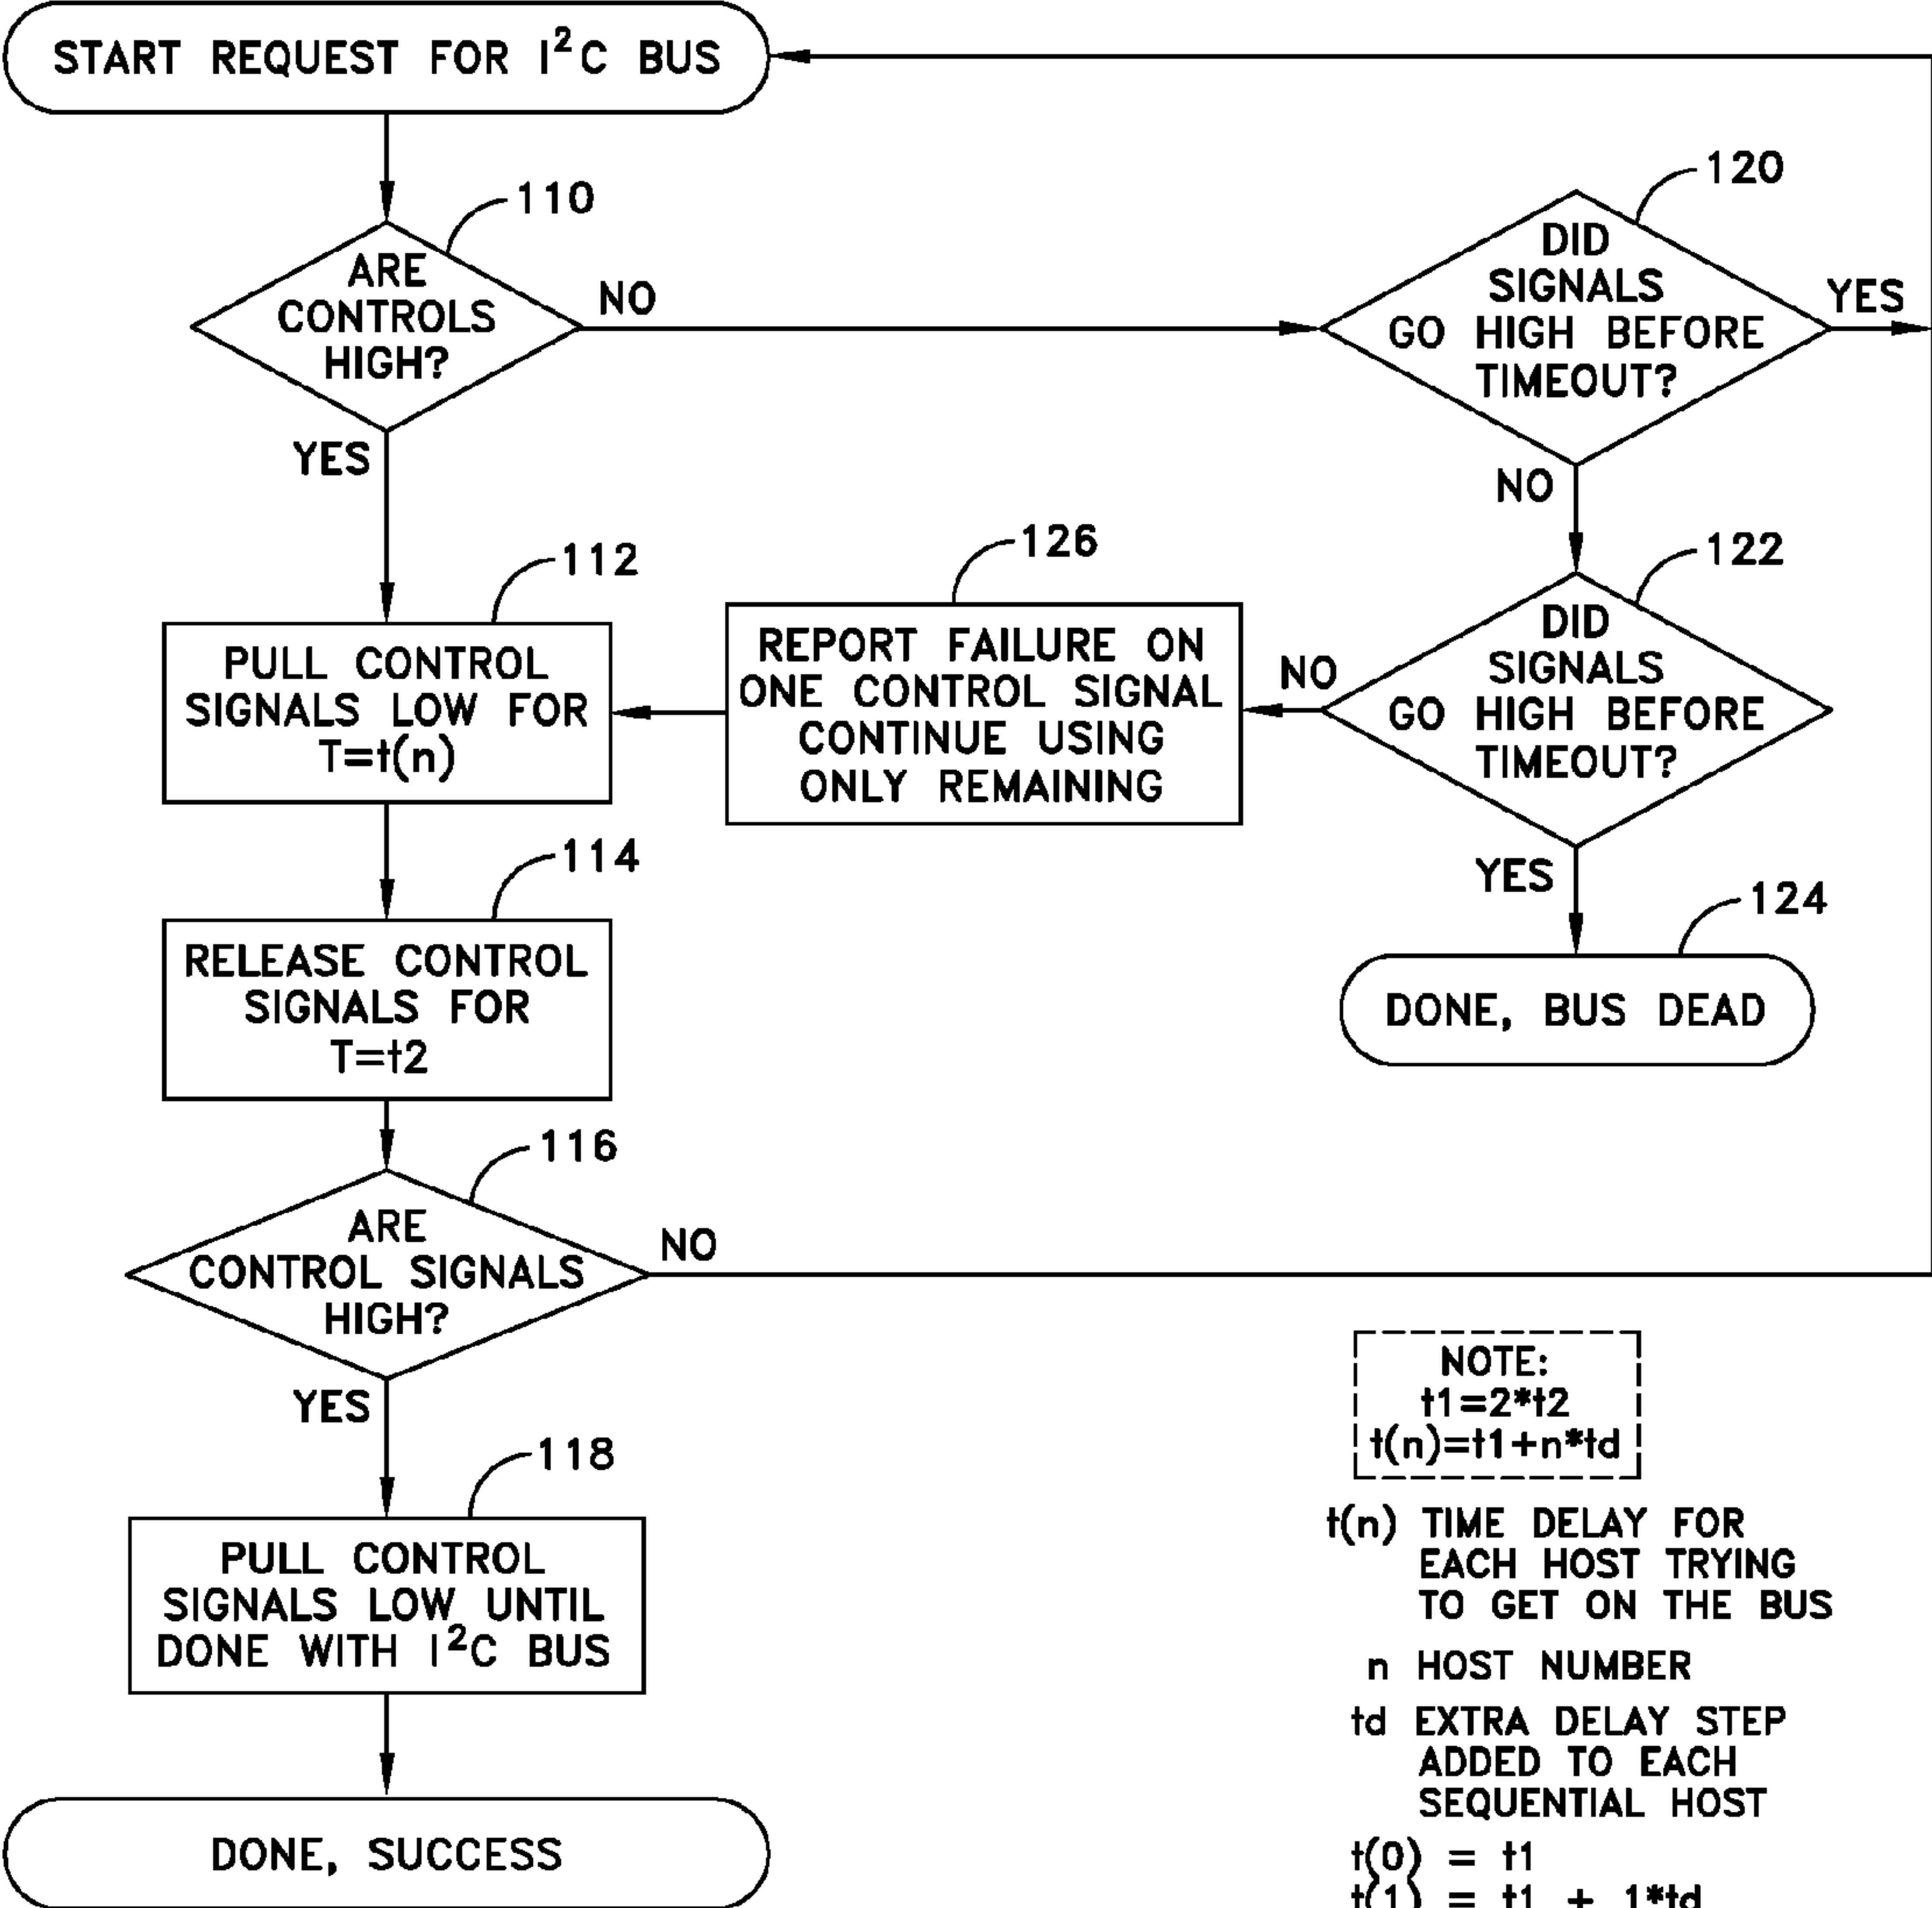 START REQUEST FOR I²C BUS
110
ARE
CONTROLS
HIGH?
NO
YES
120
DID
SIGNALS
GO HIGH BEFORE
TIMEOUT?
YES
NO
112
PULL CONTROL
SIGNALS LOW FOR
T=t(n)
126
REPORT FAILURE ON
ONE CONTROL SIGNAL
CONTINUE USING
ONLY REMAINING
NO
122
DID
SIGNALS
GO HIGH BEFORE
TIMEOUT?
YES
114
RELEASE CONTROL
SIGNALS FOR
T=t2
124
DONE, BUS DEAD
116
ARE
CONTROL SIGNALS
HIGH?
NO
YES
118
PULL CONTROL
SIGNALS LOW UNTIL
DONE WITH I²C BUS
DONE, SUCCESS
NOTE:
t1=2*t2
t(n)=t1+n*td
t(n) TIME DELAY FOR
EACH HOST TRYING
TO GET ON THE BUS
n HOST NUMBER
td EXTRA DELAY STEP
ADDED TO EACH
SEQUENTIAL HOST
t(0) = t1
t(1) = t1 + 1*td